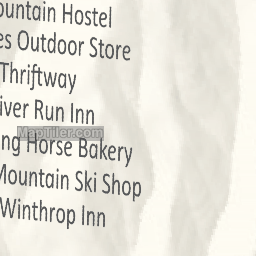 ountain Hostel
es Outdoor Store
Thriftway
iver Run Inn
MapTiler.com
ng Horse Bakery
Mountain Ski Shop
Winthrop Inn